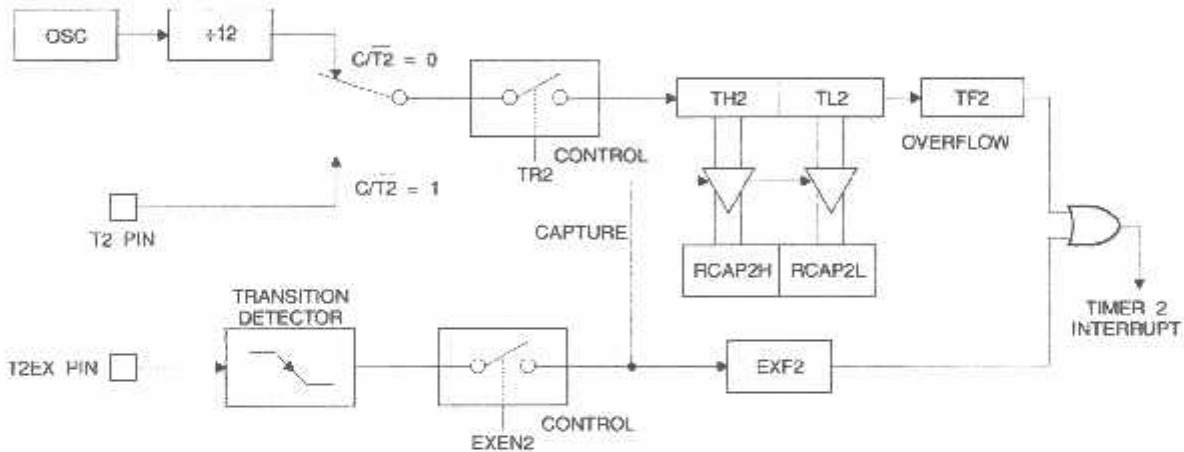 OSC
÷12
C/T2 = 0
TH2
TL2
TF2
OVERFLOW
CONTROL
TR2
C/T2 = 1
T2 PIN
CAPTURE
RCAP2H
RCAP2L
TRANSITION
DETECTOR
TIMER 2
INTERRUPT
T2EX PIN
EXF2
CONTROL
EXEN2